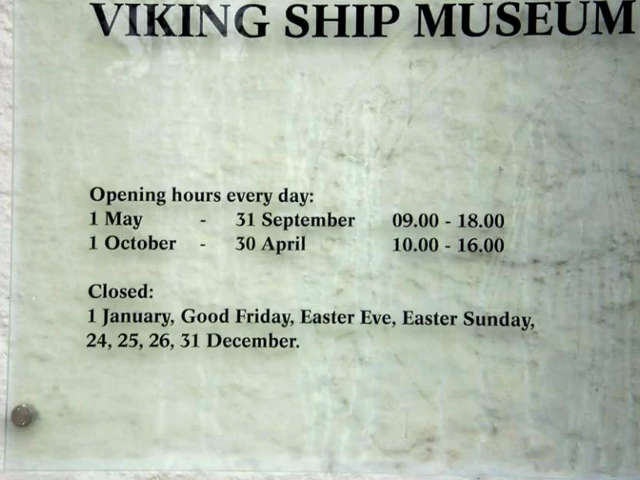 VIKING SHIP MUSEUM
Opening hours every day:
1 May - 31 September 09.00 - 18.00
1 October - 30 April 10.00 - 16.00
Closed:
1 January, Good Friday, Easter Eve, Easter Sunday,
24, 25, 26, 31 December.